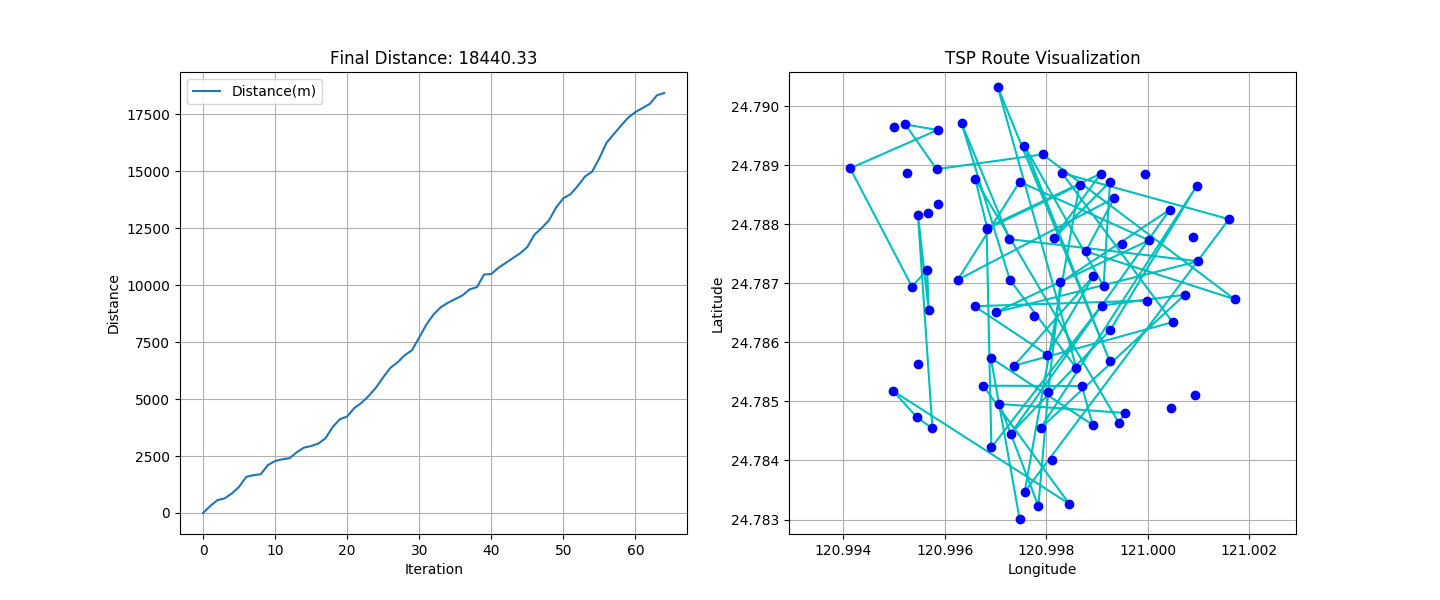 Final Distance: 18440.33
Distance(m)
17500
15000
12500
10000
7500
5000
2500
0
Distance
0 10 20 30 40 50 60
Iteration
TSP Route Visualization
24.790
24.789
24.788
24.787
24.786
24.785
24.784
24.783
Latitude
120.994 120.996 120.998 121.000 121.002
Longitude